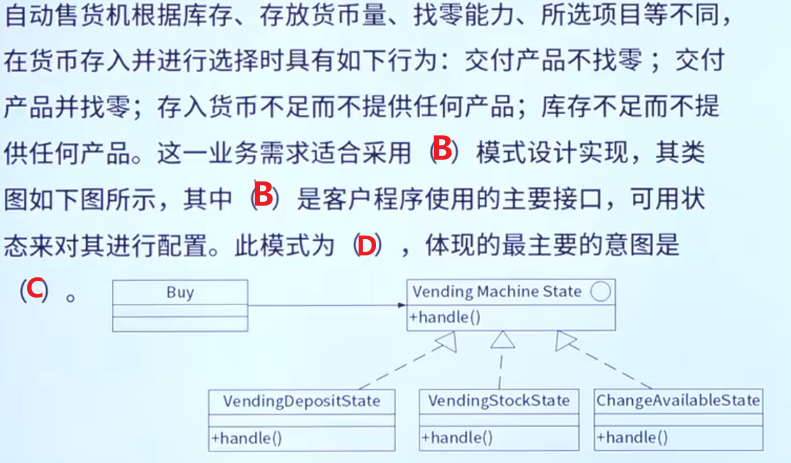 自动售货机根据库存、存放货币量、找零能力、所选项目等不同，
在货币存入并进行选择时具有如下行为：交付产品不找零；交付
产品并找零；存入货币不足而不提供任何产品；库存不足而不提
供任何产品。这一业务需求适合采用（B）模式设计实现，其类
图如下图所示，其中（B）是客户程序使用的主要接口，可用状
态来对其进行配置。此模式为（D），体现的最主要的意图是
（C）。
Buy
Vending Machine State
+handle()
VendingDepositState
VendingStockState
ChangeAvailableState
+handle()
+handle()
+handle()